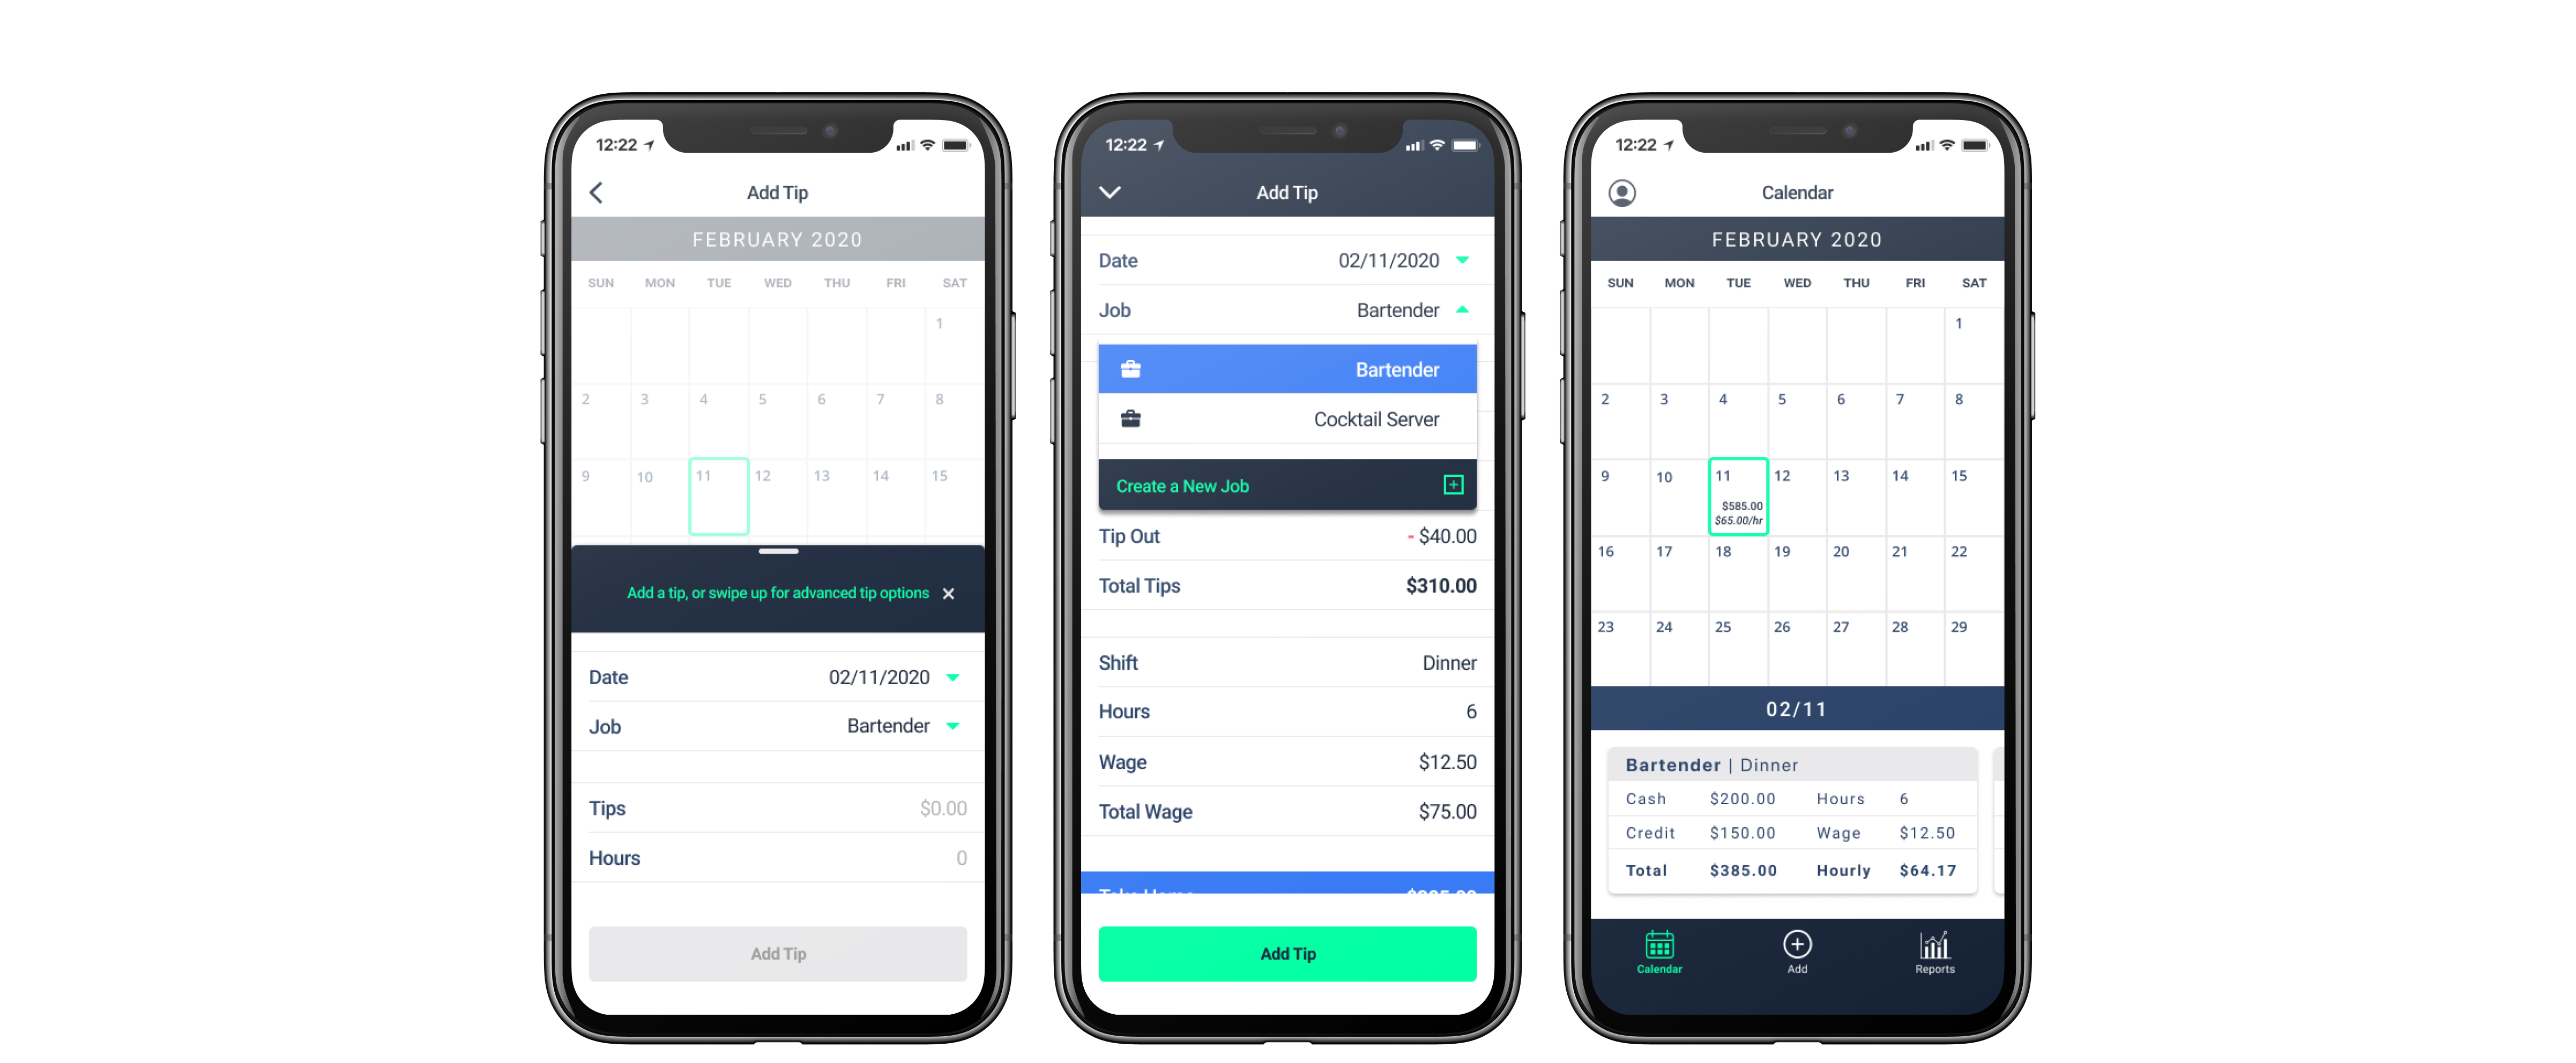 12:22
Add Tip
FEBRUARY 2020
SUN MON TUE WED THU FRI SAT
1
2 3 4 5 6 7 8
9 10 11 12 13 14 15
Add a tip, or swipe up for advanced tip options
Date 02/11/2020
Job Bartender
Tips $0.00
Hours 0
Add Tip
12:22
Add Tip
Date 02/11/2020
Job Bartender
Bartender
Cocktail Server
Create a New Job
Tip Out - $40.00
Total Tips $310.00
Shift Dinner
Hours 6
Wage $12.50
Total Wage $75.00
Take Home
Add Tip
12:22
Calendar
FEBRUARY 2020
SUN MON TUE WED THU FRI SAT
1
2 3 4 5 6 7 8
9 10 11 12 13 14 15
$585.00
$65.00/hr
16 17 18 19 20 21 22
23 24 25 26 27 28 29
02/11
Bartender | Dinner
Cash $200.00 Hours 6
Credit $150.00 Wage $12.50
Total $385.00 Hourly $64.17
Calendar Add Reports